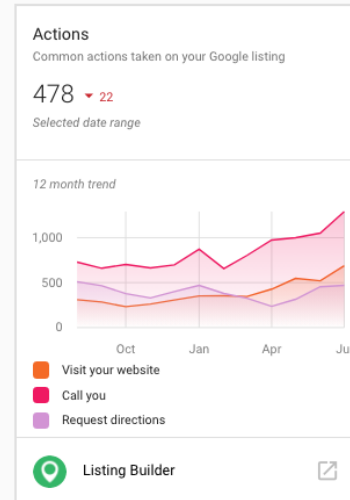 Actions
Common actions taken on your Google listing
478 22
Selected date range
12 month trend
1,000
500
0
Oct Jan Apr Ju
Visit your website
Call you
Request directions
Listing Builder